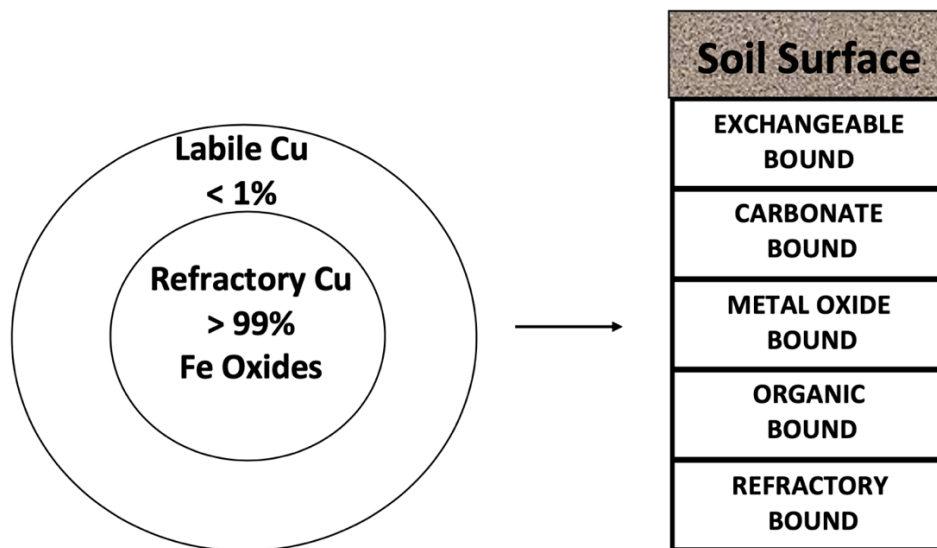 Labile Cu
< 1%
Refractory Cu
> 99%
Fe Oxides
Soil Surface
EXCHANGEABLE
BOUND
CARBONATE
BOUND
METAL OXIDE
BOUND
ORGANIC
BOUND
REFRACTORY
BOUND